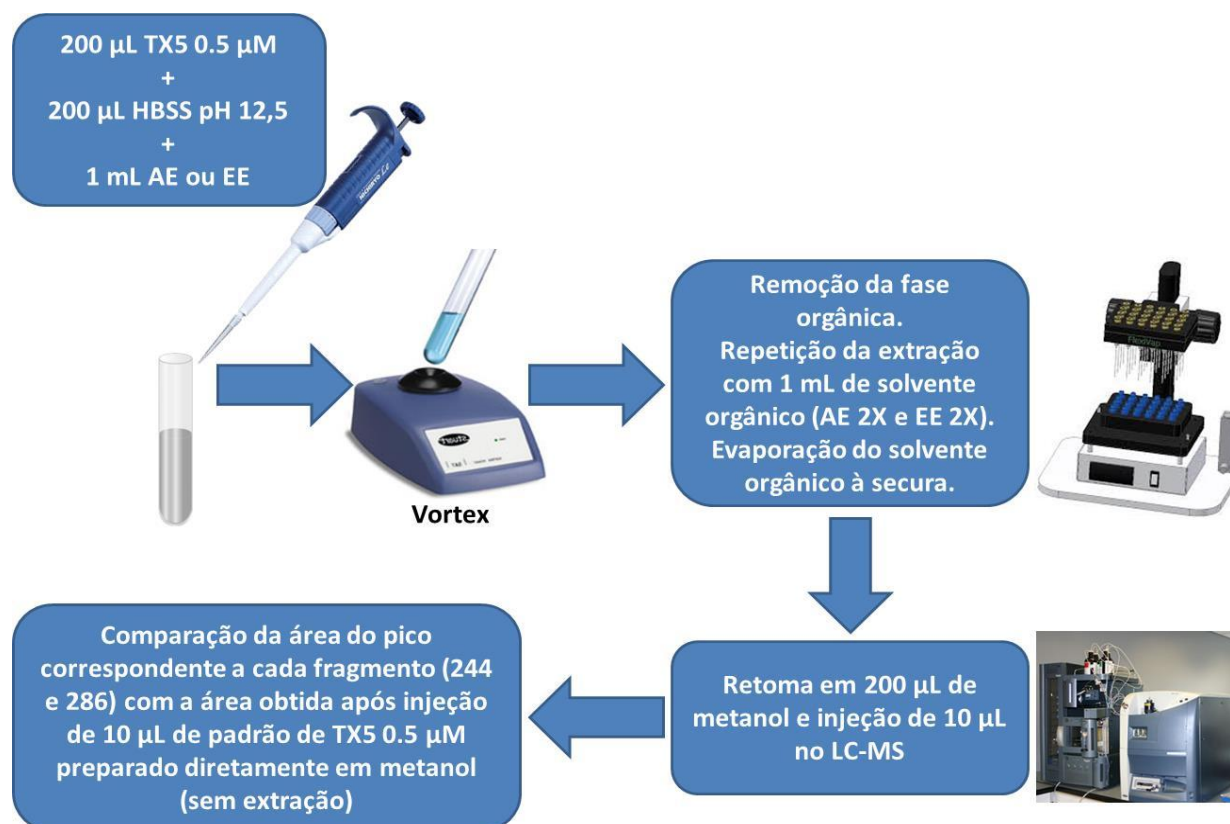 200 µL TX5 0.5 µM
+
200 µL HBSS pH 12,5
+
1 mL AE ou EE
Vortex
Remoção da fase
orgânica.
Repetição da extração
com 1 mL de solvente
orgânico (AE 2X e EE 2X).
Evaporação do solvente
orgânico à secura.
FlexiVap
Retoma em 200 µL de
metanol e injeção de 10 µL
no LC-MS
Comparação da área do pico
correspondente a cada fragmento (244
e 286) com a área obtida após injeção
de 10 µL de padrão de TX5 0.5 µM
preparado diretamente em metanol
(sem extração)